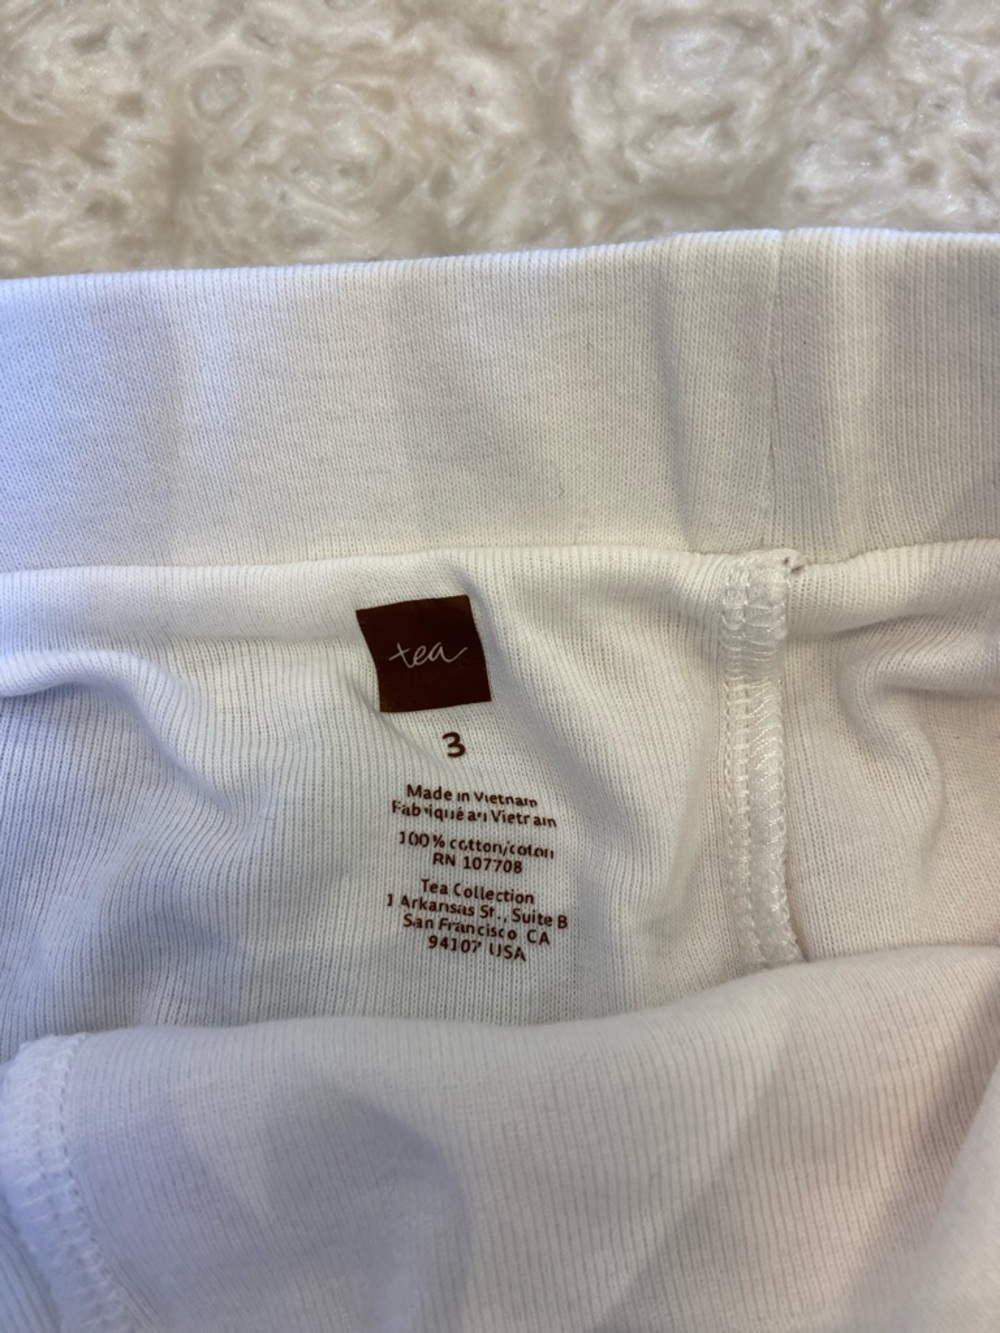 tea
3
Made in Vietnam
Fabriqué au Vietnam
100% cotton/coton
RN 107708
Tea Collection
1 Arkansas St., Suite B
San Francisco CA
94107 USA